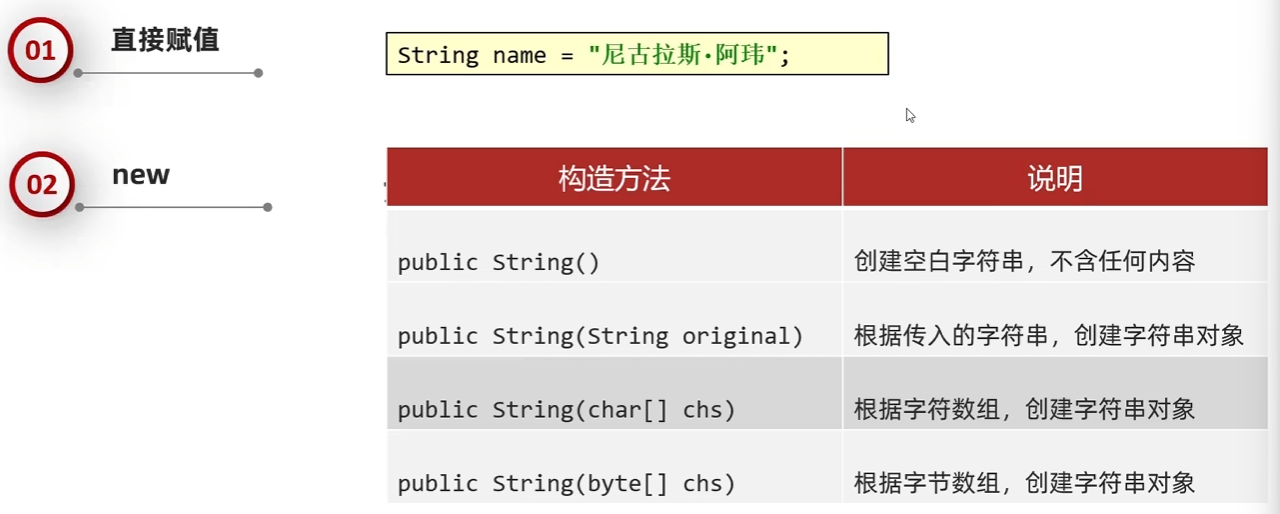 01 直接赋值
String name = "尼古拉斯·阿玮";
02 new
构造方法 说明
public String() 创建空白字符串，不含任何内容
public String(String original) 根据传入的字符串，创建字符串对象
public String(char[] chs) 根据字符数组，创建字符串对象
public String(byte[] chs) 根据字节数组，创建字符串对象